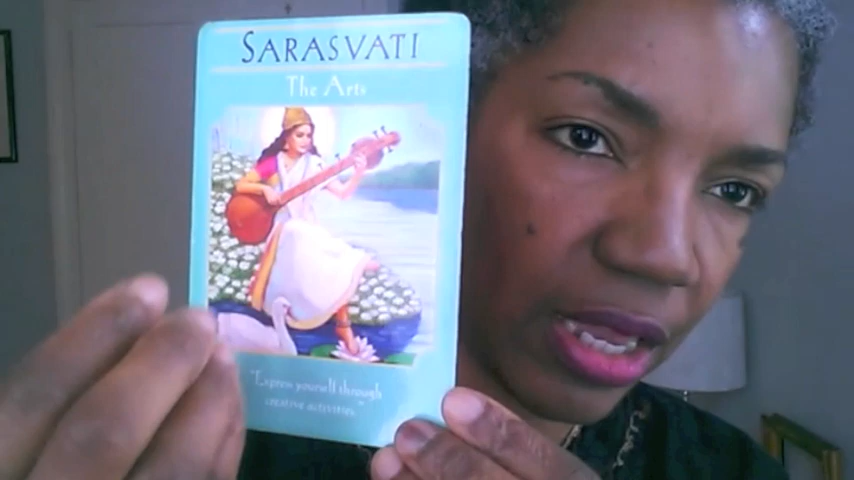 SARASVATI
The Arts
"Express yourself through
creative activities."